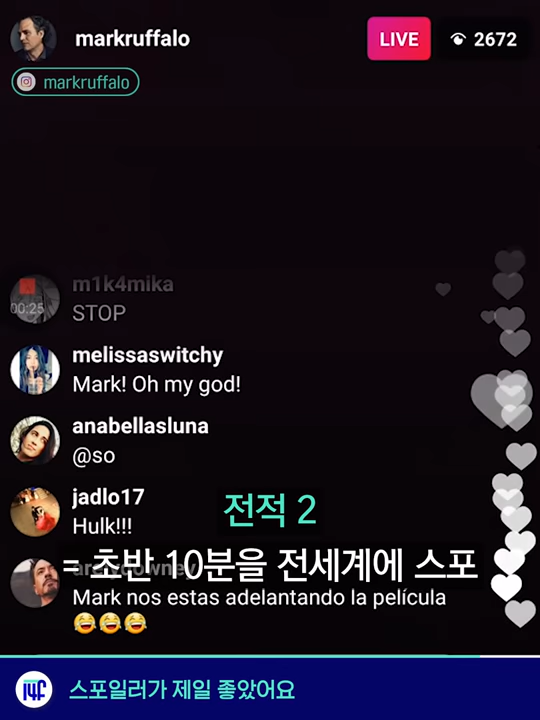 markruffalo
LIVE
2672
markruffalo
m1k4mika
00:25
STOP
melissaswitchy
Mark! Oh my god!
anabellasluna
@so
jadlo17
Hulk!!!
전적 2
= 초반 10분을 전세계에 스포
Mark nos estas adelantando la película
😂😂😂
14F
스포일러가 제일 좋았어요